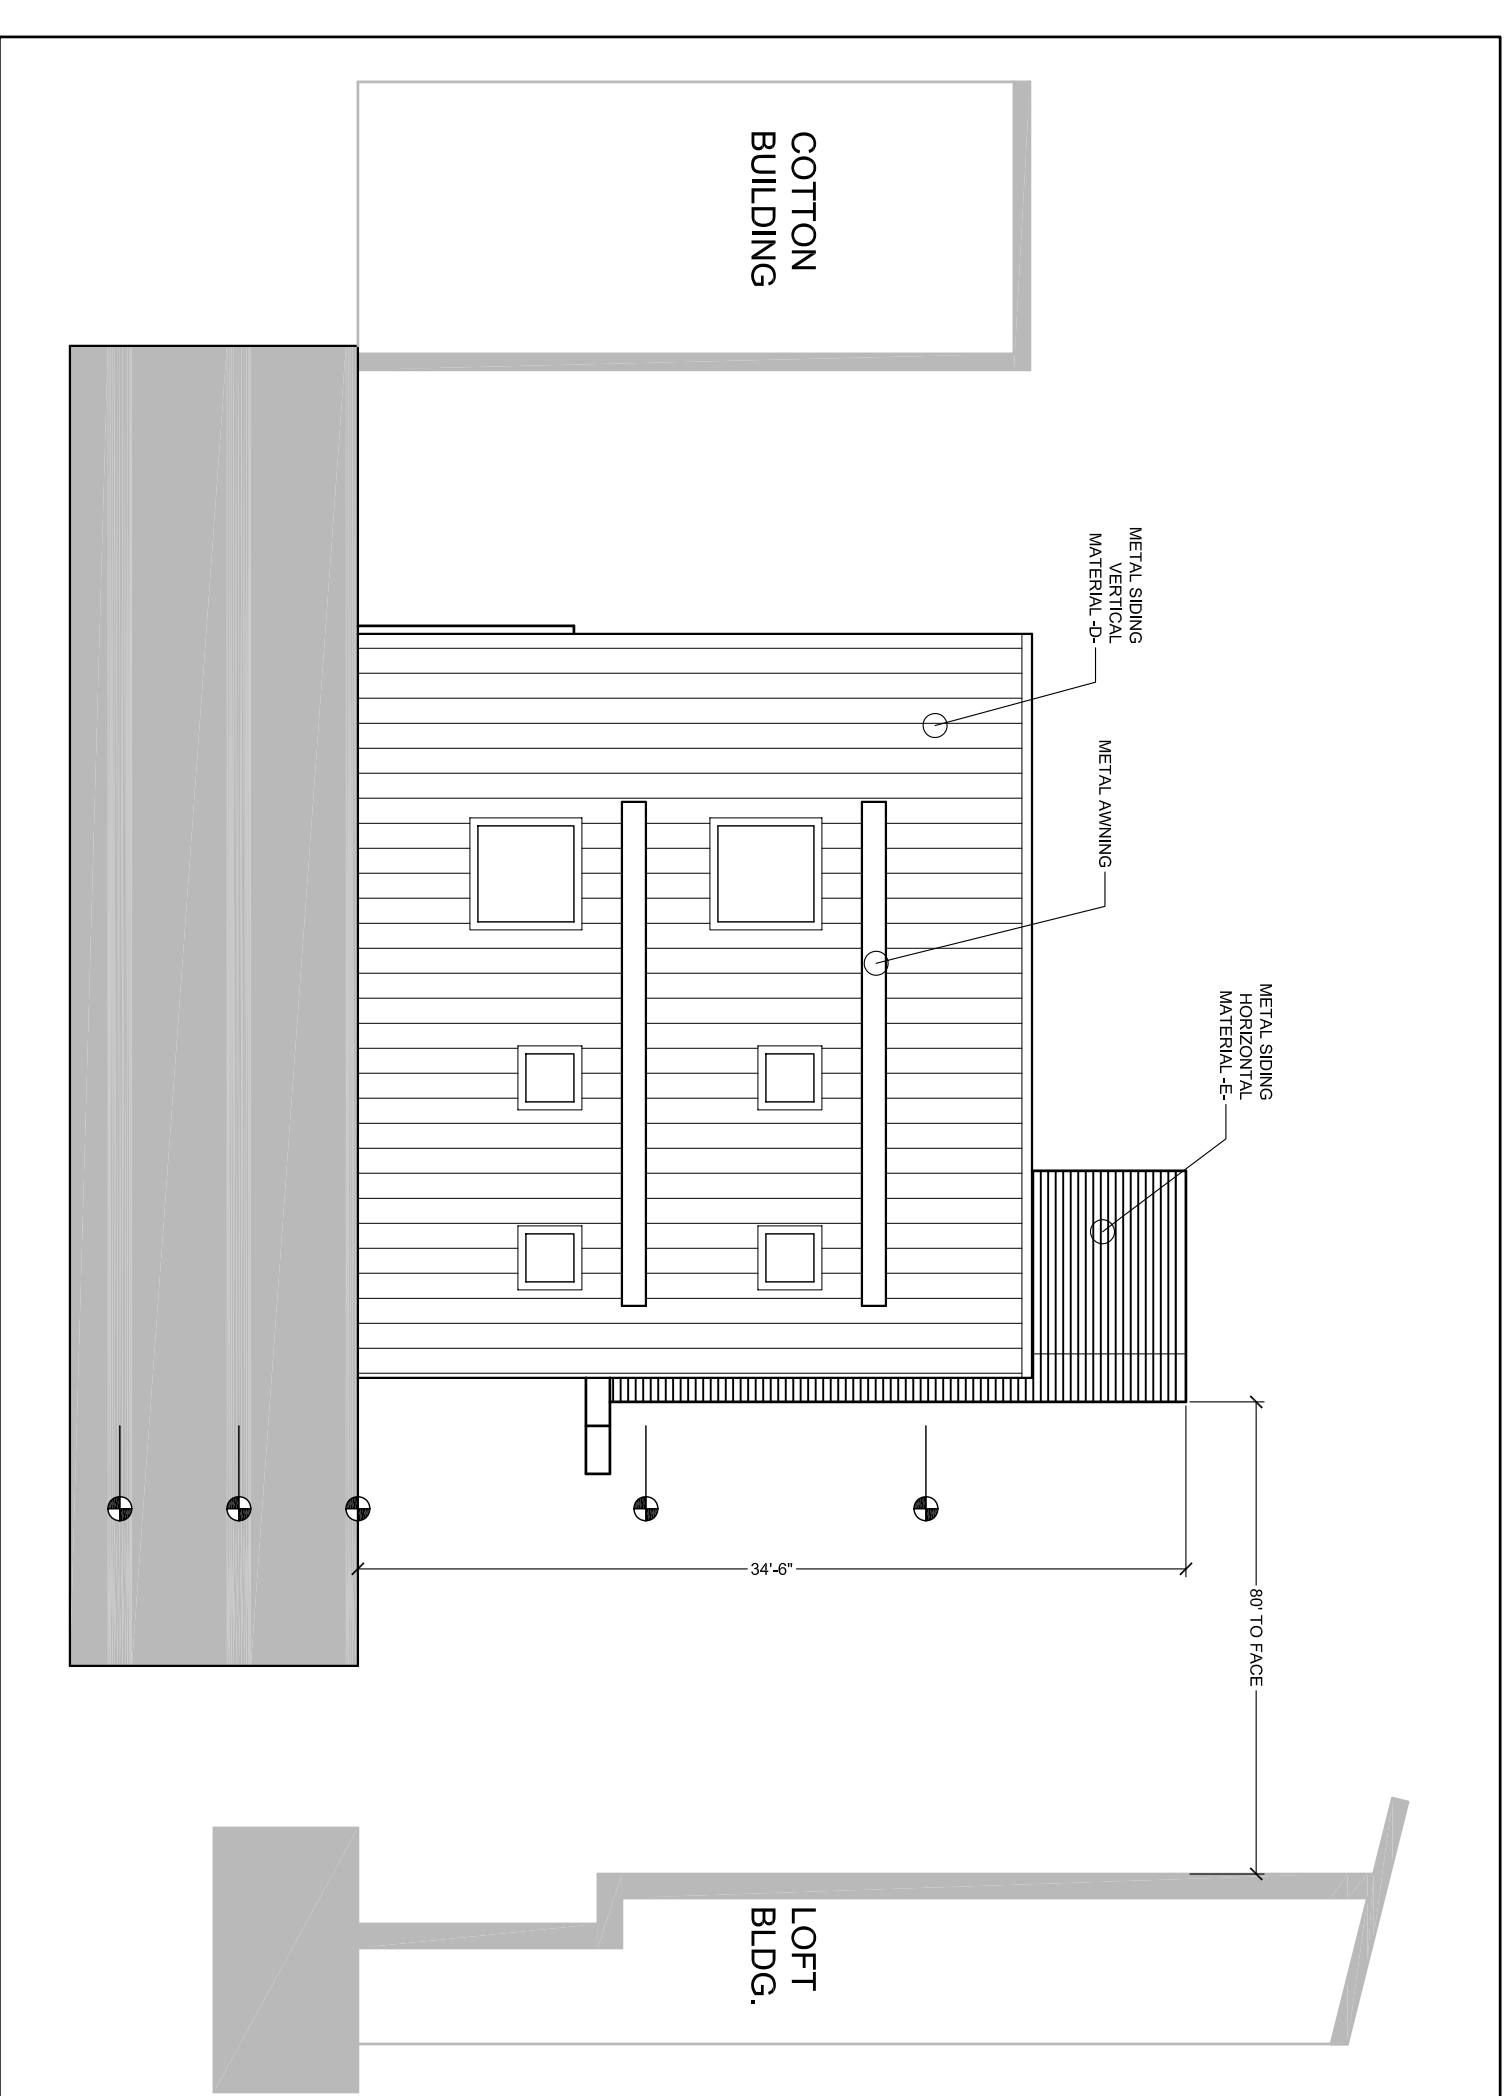 COTTON
BUILDING
METAL SIDING
VERTICAL
MATERIAL -D-
METAL AWNING
METAL SIDING
HORIZONTAL
MATERIAL -E-
34'-6"
80' TO FACE
LOFT
BLDG.